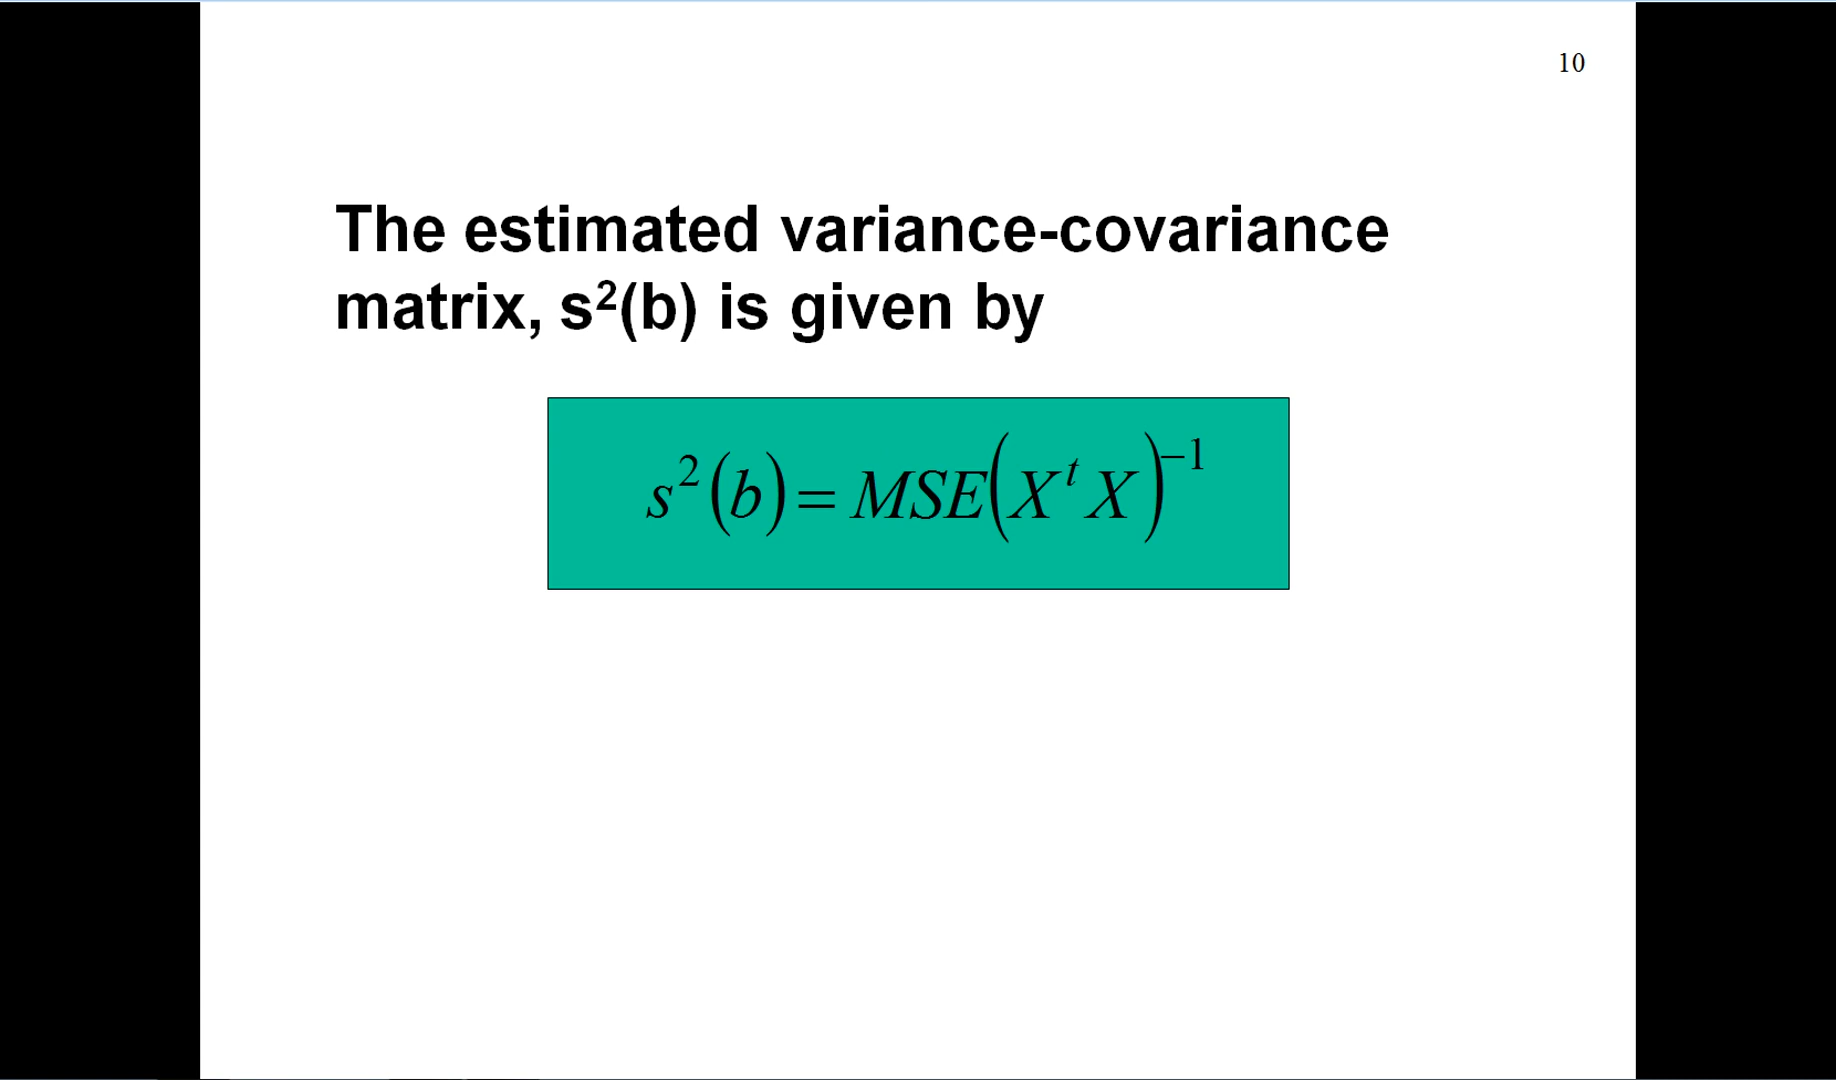 10
The estimated variance-covariance
matrix, s²(b) is given by
s²(b) = MSE(XᵗX)⁻¹